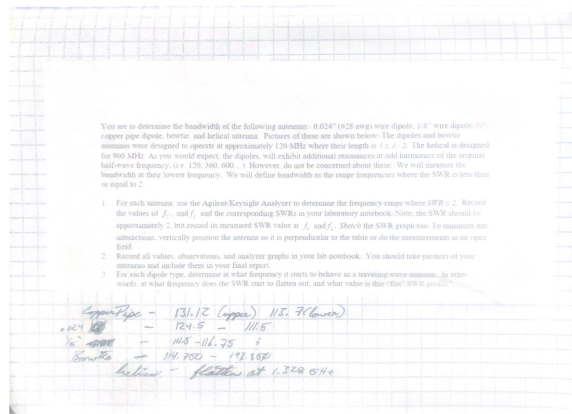 You are to determine the bandwidth of the following antennas: 0.024" (#28 awg) wire dipole, 1/8" wire dipole,
copper pipe dipole, bowtie, and helical antenna. Pictures of these are shown below. The dipoles and bowtie
antennas were designed to operate at approximately 120 MHz where their length is l ≤ λ / 2. The helical is designed
for 900 MHz. As you would expect, the dipoles, will exhibit additional resonances at odd harmonics of the original
half-wave frequency, (i.e. 120, 360, 600 ...). However, do not be concerned about these. We will measure the
bandwidth at their lowest frequency. We will define bandwidth as the range frequencies where the SWR is less than
or equal to 2.
1. For each antenna, use the Agilent/Keysight Analyzer to determine the frequency range where SWR ≤ 2. Record
the values of and and the corresponding SWRs in your laboratory notebook. Note, the SWR should be
approximately 2, but record its measured SWR value at and Sketch the SWR graph too. To minimize any
interactions, vertically position the antenna so it is perpendicular to the table or do the measurements in an open
field.
2. Record all values, observations, and analyzer graphs in your lab notebook. You should take pictures of your
antennas and include them in your final report.
3. For each dipole type, determine at what frequency it starts to behave as a traveling wave antenna. In other
words, at what frequency does the SWR start to flatten out, and what value is this "flat" SWR
Copper Pipe - 131.12 (upper) 113.7 (lower)
.024 - 124.5 - 111.5
1/8" - - 116.75
Bowtie - 114.750 -
helical - flatten at 1.328 GHz